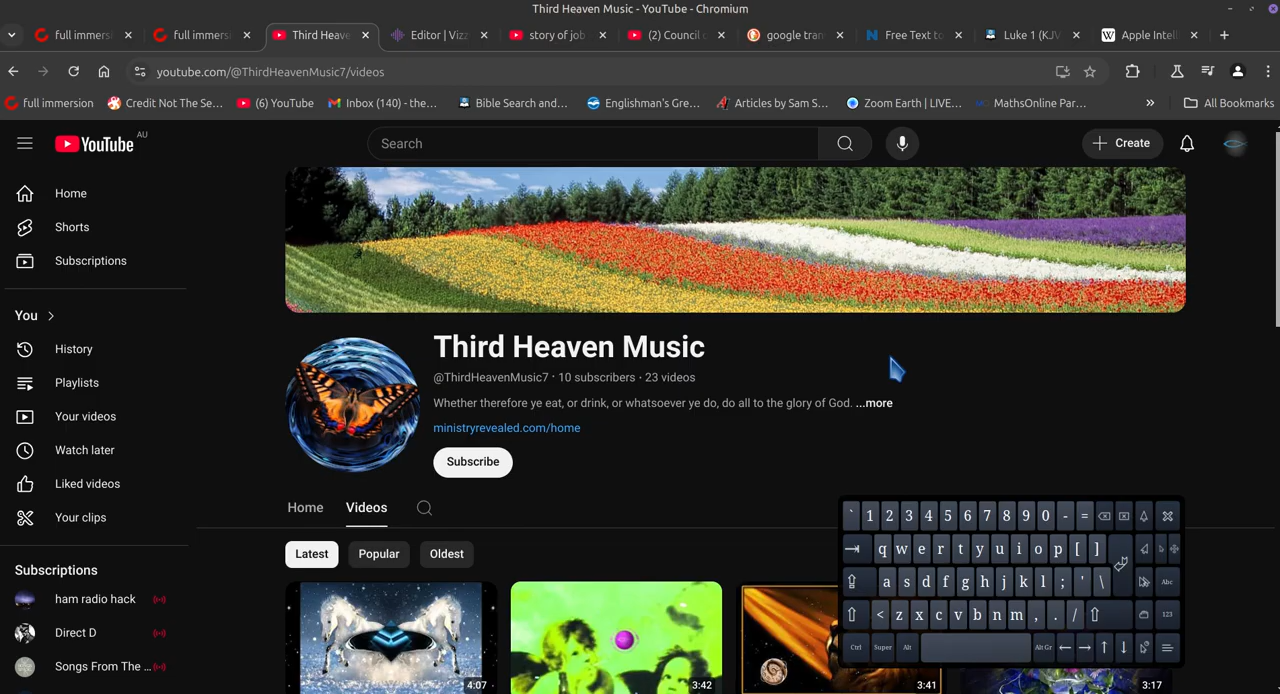 Third Heaven Music - YouTube - Chromium
full immersi
full immersi
Third Heave
Editor | Vizz
story of job
(2) Council c
google tran
Free Text to
Luke 1 (KJV
Apple Intell
youtube.com/@ThirdHeavenMusic7/videos
full immersion
Credit Not The Se...
(6) YouTube
Inbox (140) - the...
Bible Search and...
Englishman's Gre...
Articles by Sam S...
Zoom Earth | LIVE...
MathsOnline Par...
»
All Bookmarks
YouTube AU
Search
Create
Home
Shorts
Subscriptions
You
History
Playlists
Your videos
Watch later
Liked videos
Your clips
Subscriptions
ham radio hack
Direct D
Songs From The ...
Third Heaven Music
@ThirdHeavenMusic7 · 10 subscribers · 23 videos
Whether therefore ye eat, or drink, or whatsoever ye do, do all to the glory of God. ...more
ministryrevealed.com/home
Subscribe
Home Videos
Latest Popular Oldest
4:07
3:42
3:41
3:17
` 1 2 3 4 5 6 7 8 9 0 - =
q w e r t y u i o p [ ]
a s d f g h j k l ; ' \ Abc
< z x c v b n m , . / 123
Ctrl Super Alt Alt Gr